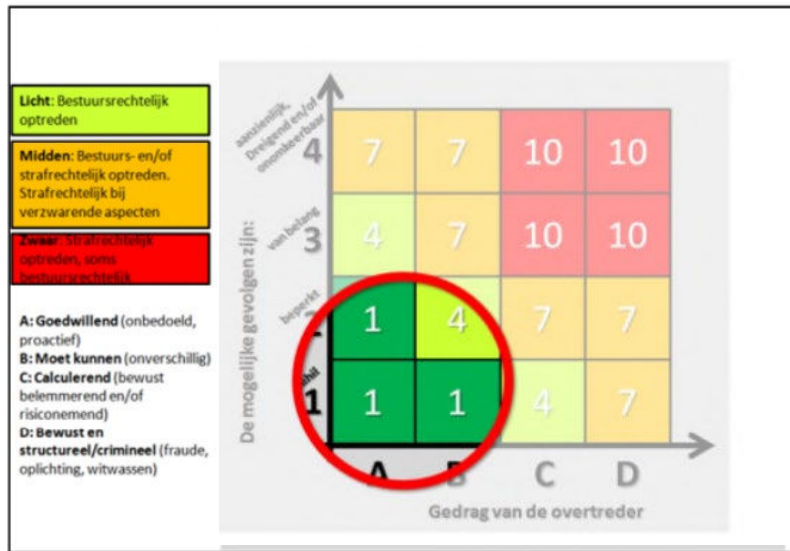 Licht: Bestuursrechtelijk
optreden
Midden: Bestuurs- en/of
strafrechtelijk optreden.
Strafrechtelijk bij
verzwarende aspecten
Zwaar: Strafrechtelijk
optreden, soms
bestuursrechtelijk
A: Goedwillend (onbedoeld,
proactief)
B: Moet kunnen (onverschillig)
C: Calculerend (bewust
belemmerend en/of
risiconemend)
D: Bewust en
structureel/crimineel (fraude,
oplichting, witwassen)
De mogelijke gevolgen zijn:
aanzienlijk,
Dreigend en/of
onomkeerbaar
4 7 7 10 10
van belang
3 4 7 10 10
beperkt
1 4 7 7
1 1 1 4 7
A B C D
Gedrag van de overtreder